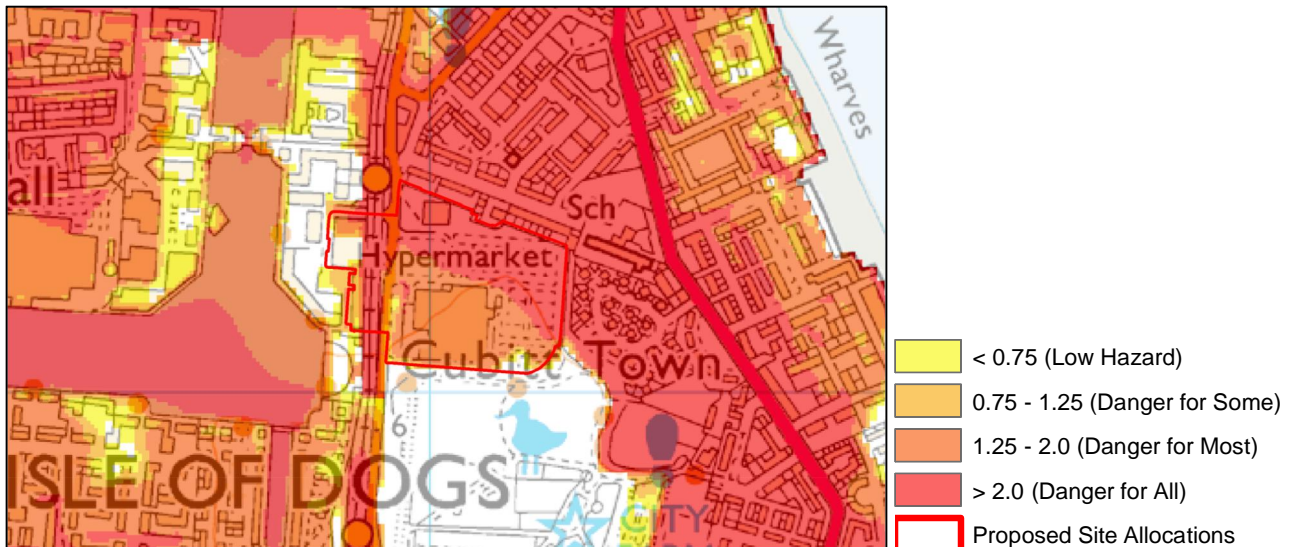 Wharves
all
Sch
Hypermarket
Cubitt Town
6
ISLE OF DOGS
CITY
< 0.75 (Low Hazard)
0.75 - 1.25 (Danger for Some)
1.25 - 2.0 (Danger for Most)
> 2.0 (Danger for All)
Proposed Site Allocations